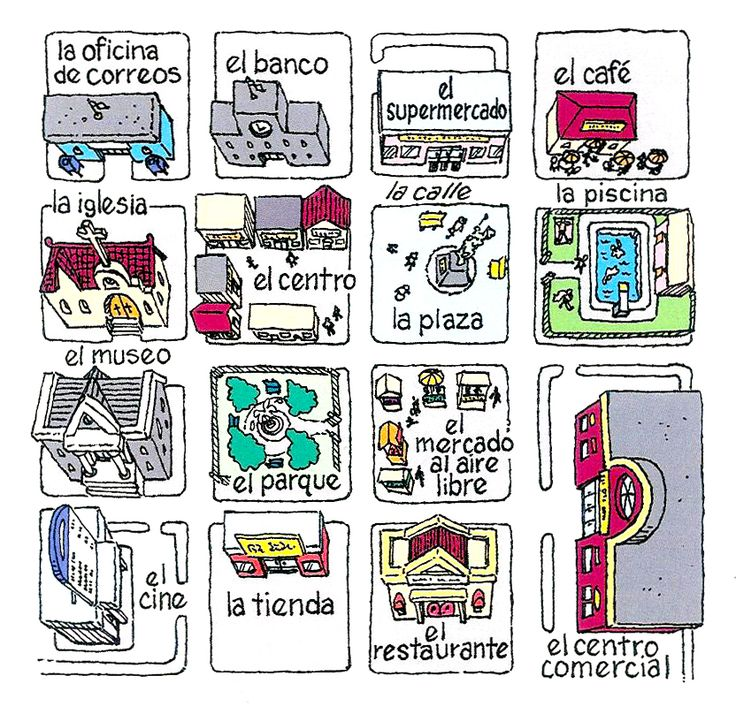 la oficina
de correos
el banco
el
supermercado
el café
la iglesia
el centro
la calle
la plaza
la piscina
el museo
el parque
el
mercado
al aire
libre
el
cine
la tienda
el
restaurante
el centro
comercial